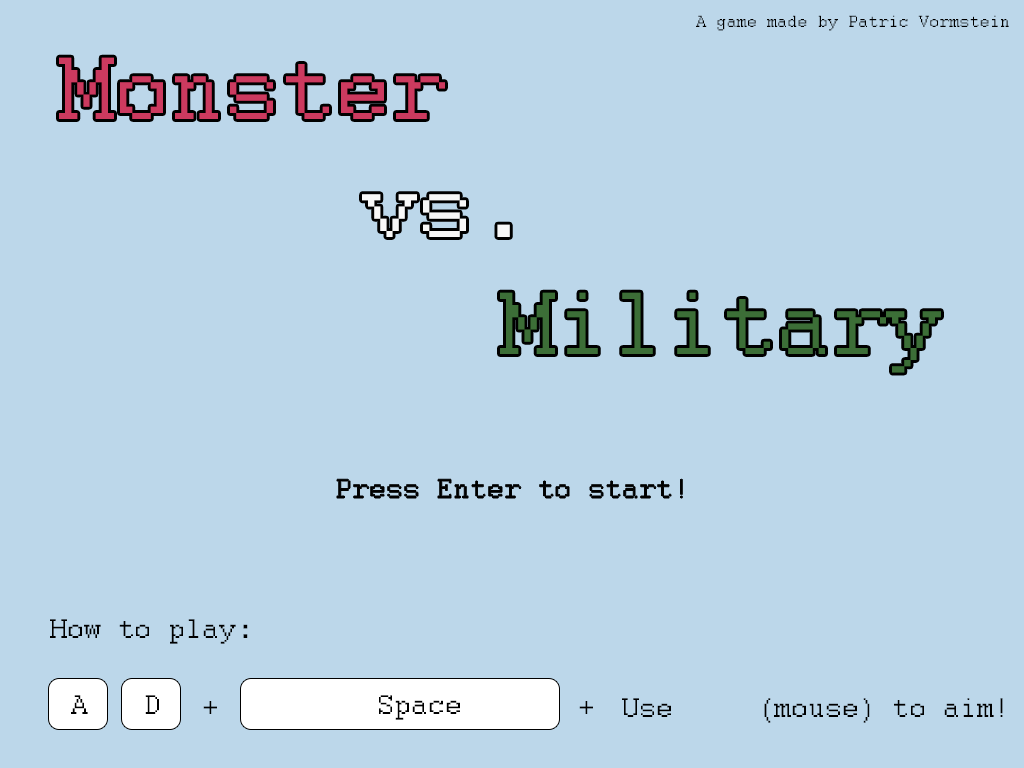 A game made by Patric Vormstein
Monster
vs.
Military
Press Enter to start!
How to play:
A D + Space + Use (mouse) to aim!